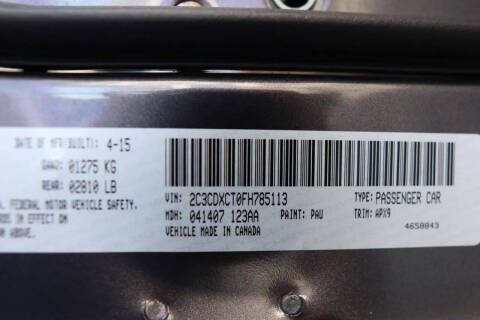 DATE OF MFR(BUILT): 4-15
GAWR: 01275 KG
REAR: 02810 LB
FEDERAL MOTOR VEHICLE SAFETY.
IN EFFECT ON
ABOVE.
VIN: 2C3CDXCT0FH785113
TYPE: PASSENGER CAR
MDH: 041407 123AA
PAINT: PAU
TRIM: APX9
VEHICLE MADE IN CANADA
4658843